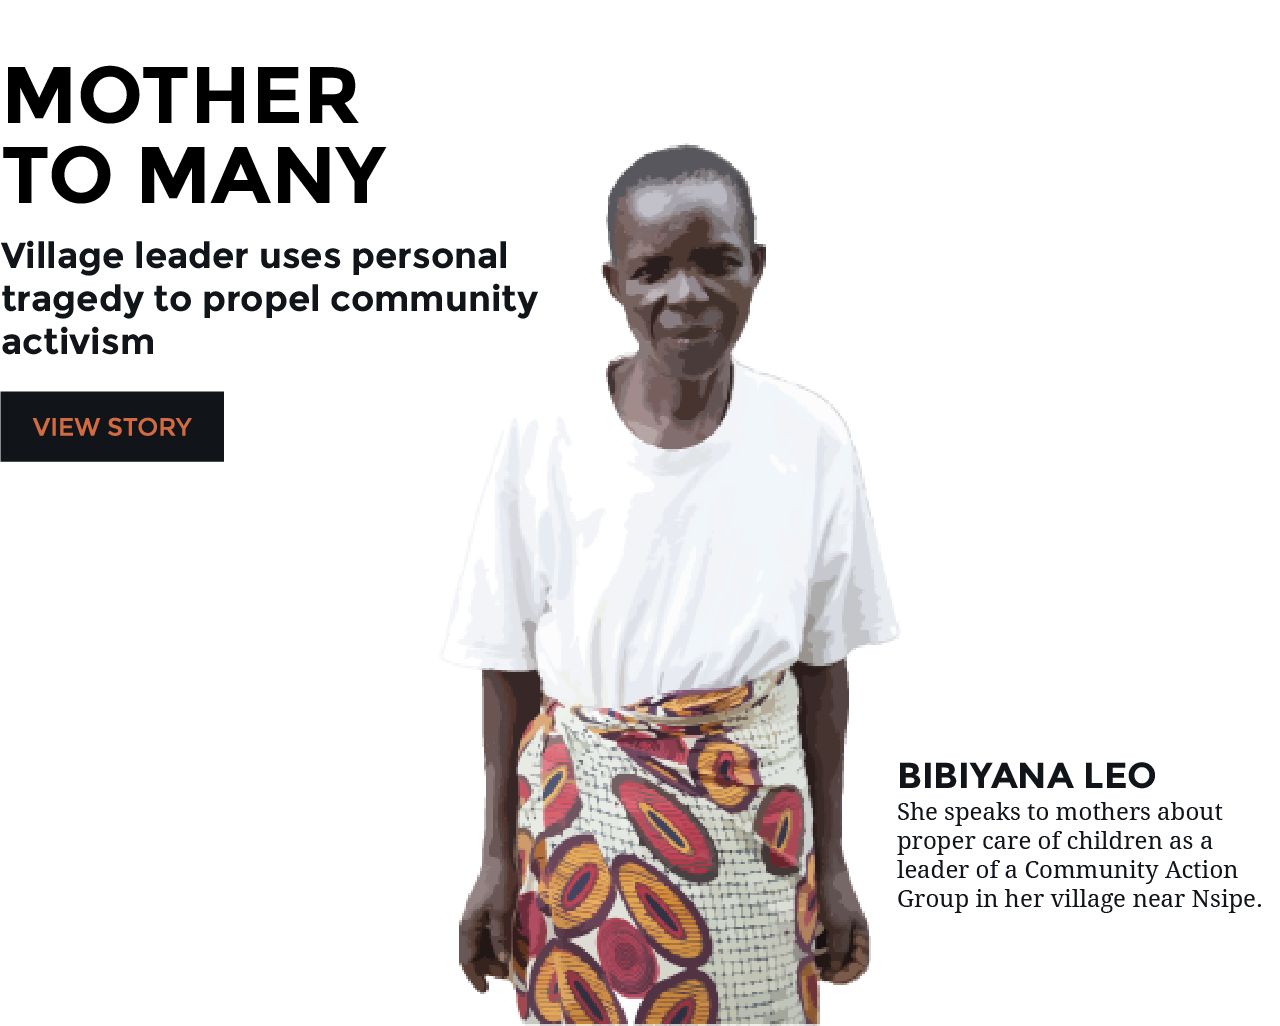 MOTHER
TO MANY
Village leader uses personal
tragedy to propel community
activism
VIEW STORY
BIBIYANA LEO
She speaks to mothers about
proper care of children as a
leader of a Community Action
Group in her village near Nsipe.